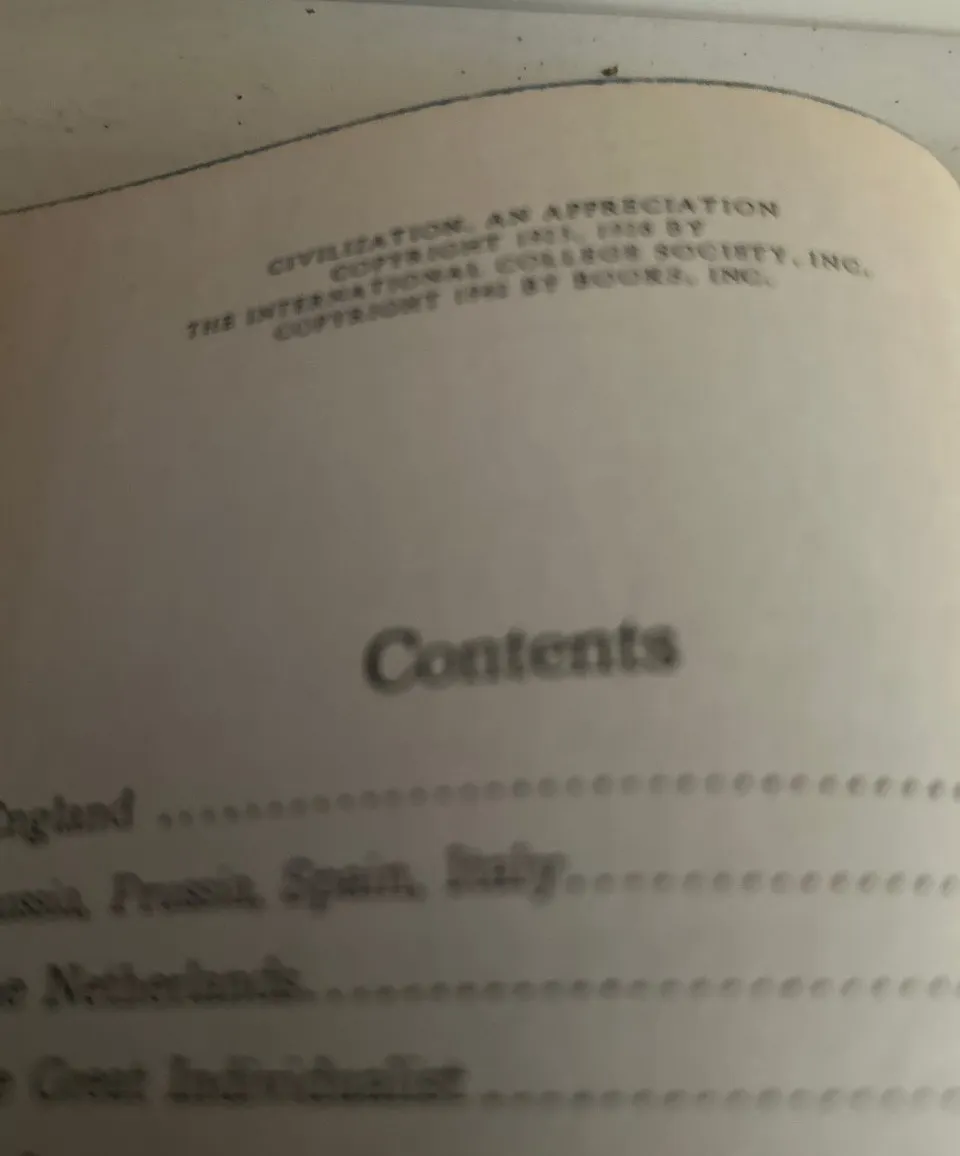 CIVILIZATION, AN APPRECIATION
COPYRIGHT BY
THE INTERNATIONAL COLLEGE SOCIETY, INC.
COPYRIGHT BY BOOKS, INC.
Contents
England
Prussia, Spain, Italy
Netherlands
Great Individualist